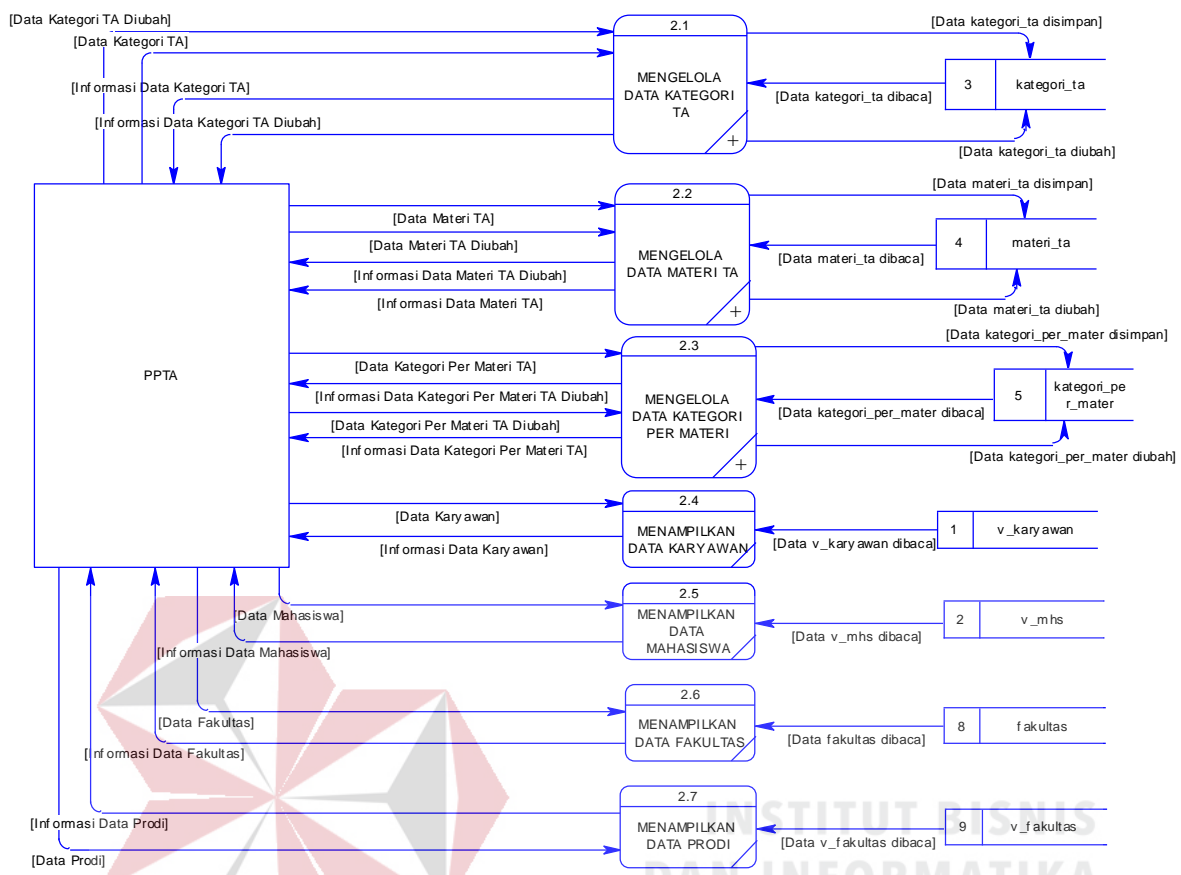 [Data Kategori TA Diubah]
[Data Kategori TA]
[Informasi Data Kategori TA]
[Informasi Data Kategori TA Diubah]
2.1
MENGELOLA
DATA KATEGORI
TA
+
[Data kategori_ta disimpan]
[Data kategori_ta dibaca]
3
kategori_ta
[Data kategori_ta diubah]
PPTA
[Data Materi TA]
[Data Materi TA Diubah]
[Informasi Data Materi TA Diubah]
[Informasi Data Materi TA]
2.2
MENGELOLA
DATA MATERI TA
+
[Data materi_ta disimpan]
[Data materi_ta dibaca]
4
materi_ta
[Data materi_ta diubah]
[Data Kategori Per Materi TA]
[Informasi Data Kategori Per Materi TA Diubah]
[Data Kategori Per Materi TA Diubah]
[Informasi Data Kategori Per Materi TA]
2.3
MENGELOLA
DATA KATEGORI
PER MATERI
+
[Data kategori_per_mater disimpan]
[Data kategori_per_mater dibaca]
5
kategori_pe
r_mater
[Data kategori_per_mater diubah]
[Data Karyawan]
[Informasi Data Karyawan]
2.4
MENAMPILKAN
DATA KARYAWAN
[Data v_karyawan dibaca]
1
v_karyawan
[Data Mahasiswa]
[Informasi Data Mahasiswa]
2.5
MENAMPILKAN
DATA
MAHASISWA
[Data v_mhs dibaca]
2
v_mhs
[Data Fakultas]
[Informasi Data Fakultas]
2.6
MENAMPILKAN
DATA FAKULTAS
[Data fakultas dibaca]
8
fakultas
[Informasi Data Prodi]
[Data Prodi]
2.7
MENAMPILKAN
DATA PRODI
[Data v_fakultas dibaca]
9
v_fakultas
INSTITUT BISNIS
DAN INFORMATIKA